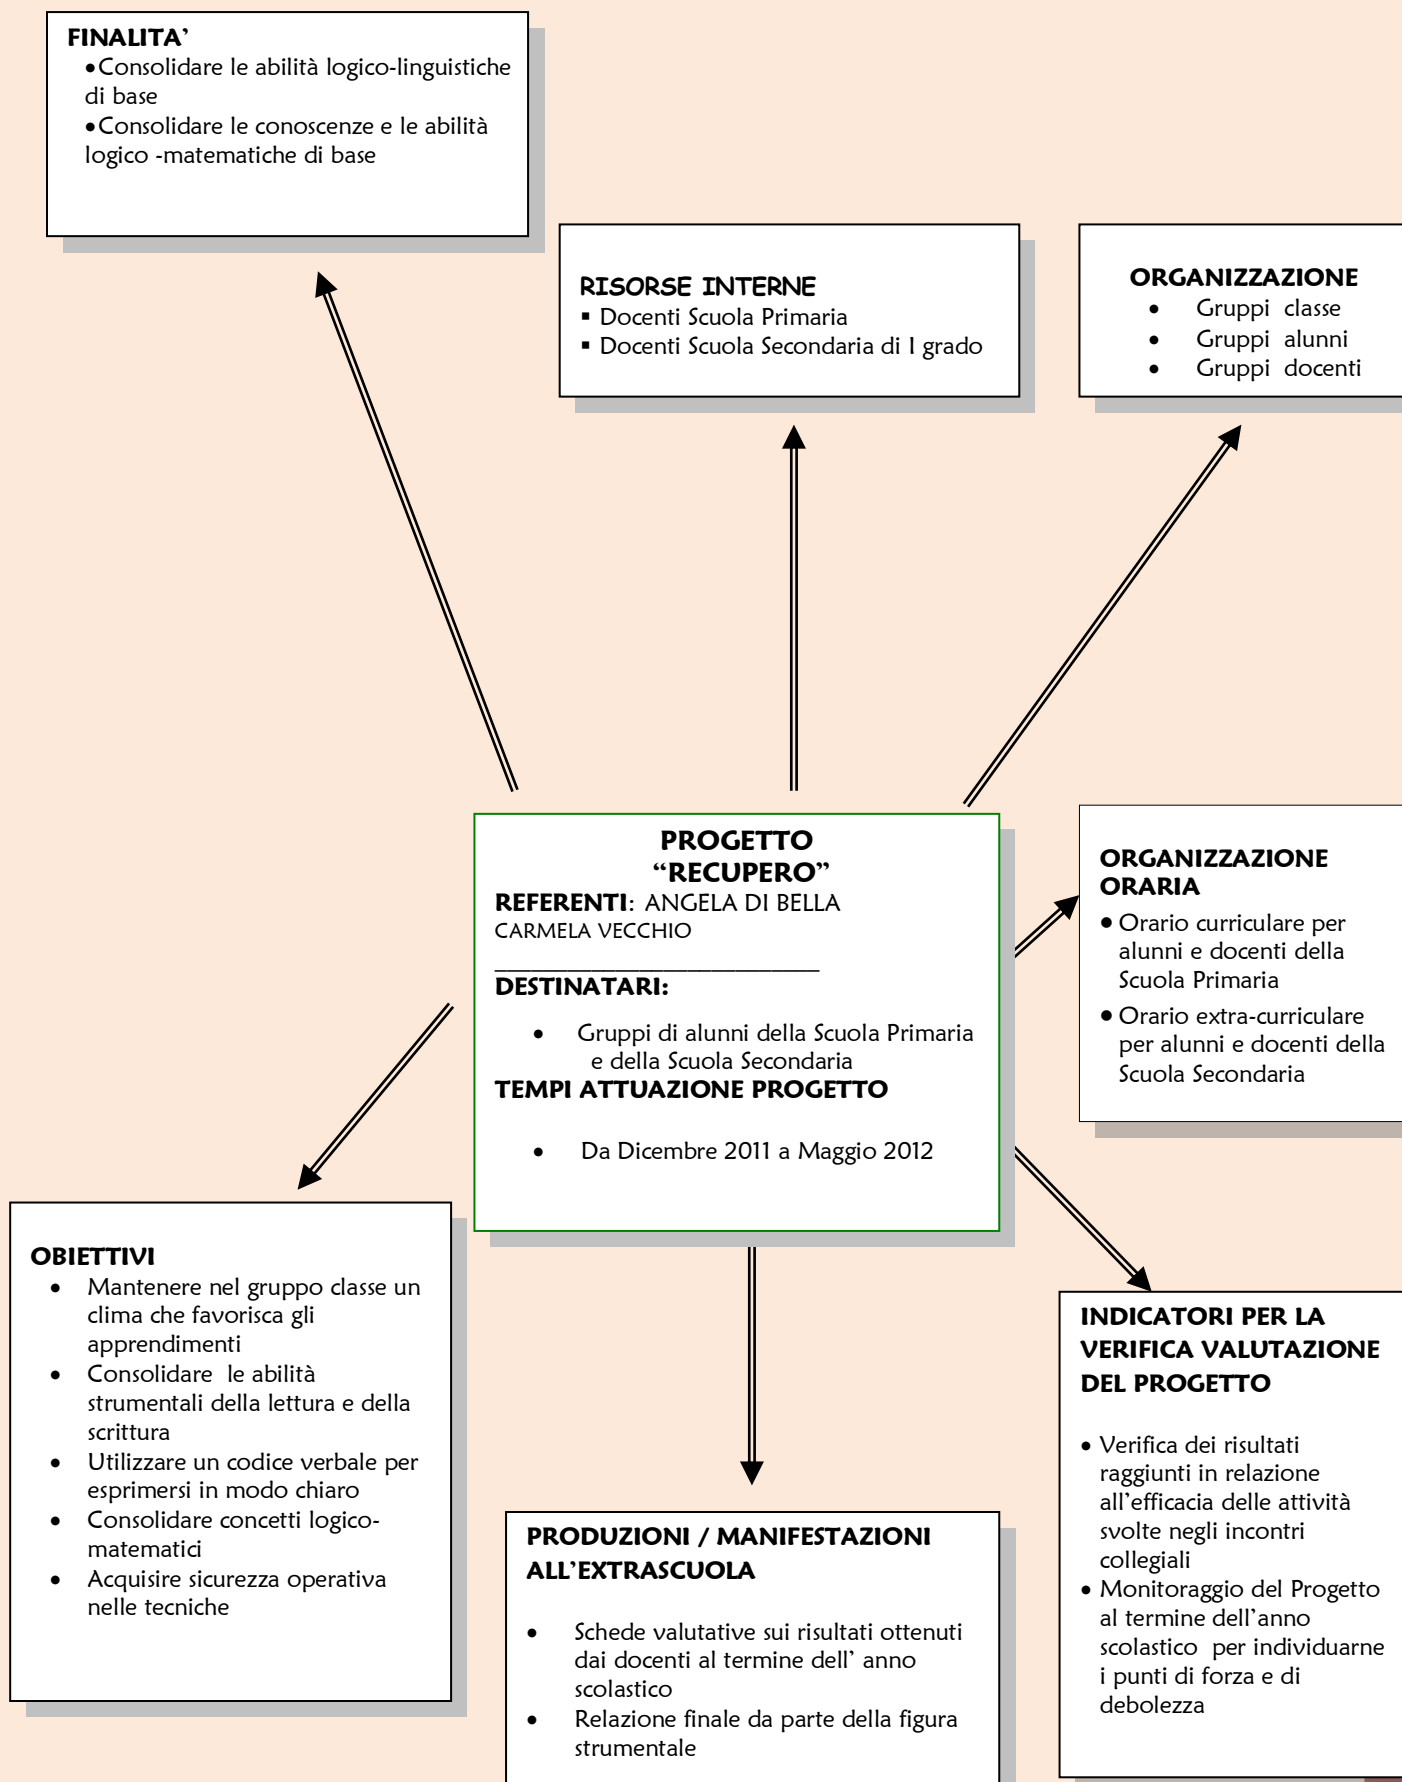 FINALITA’
•Consolidare le abilità logico-linguistiche
di base
•Consolidare le conoscenze e le abilità
logico -matematiche di base
RISORSE INTERNE
▪ Docenti Scuola Primaria
▪ Docenti Scuola Secondaria di I grado
ORGANIZZAZIONE
• Gruppi classe
• Gruppi alunni
• Gruppi docenti
PROGETTO
“RECUPERO”
REFERENTI: ANGELA DI BELLA
CARMELA VECCHIO
DESTINATARI:
• Gruppi di alunni della Scuola Primaria
e della Scuola Secondaria
TEMPI ATTUAZIONE PROGETTO
• Da Dicembre 2011 a Maggio 2012
ORGANIZZAZIONE
ORARIA
• Orario curriculare per
alunni e docenti della
Scuola Primaria
• Orario extra-curriculare
per alunni e docenti della
Scuola Secondaria
OBIETTIVI
• Mantenere nel gruppo classe un
clima che favorisca gli
apprendimenti
• Consolidare le abilità
strumentali della lettura e della
scrittura
• Utilizzare un codice verbale per
esprimersi in modo chiaro
• Consolidare concetti logico-
matematici
• Acquisire sicurezza operativa
nelle tecniche
PRODUZIONI / MANIFESTAZIONI
ALL’EXTRASCUOLA
• Schede valutative sui risultati ottenuti
dai docenti al termine dell’ anno
scolastico
• Relazione finale da parte della figura
strumentale
INDICATORI PER LA
VERIFICA VALUTAZIONE
DEL PROGETTO
• Verifica dei risultati
raggiunti in relazione
all’efficacia delle attività
svolte negli incontri
collegiali
• Monitoraggio del Progetto
al termine dell’anno
scolastico per individuarne
i punti di forza e di
debolezza